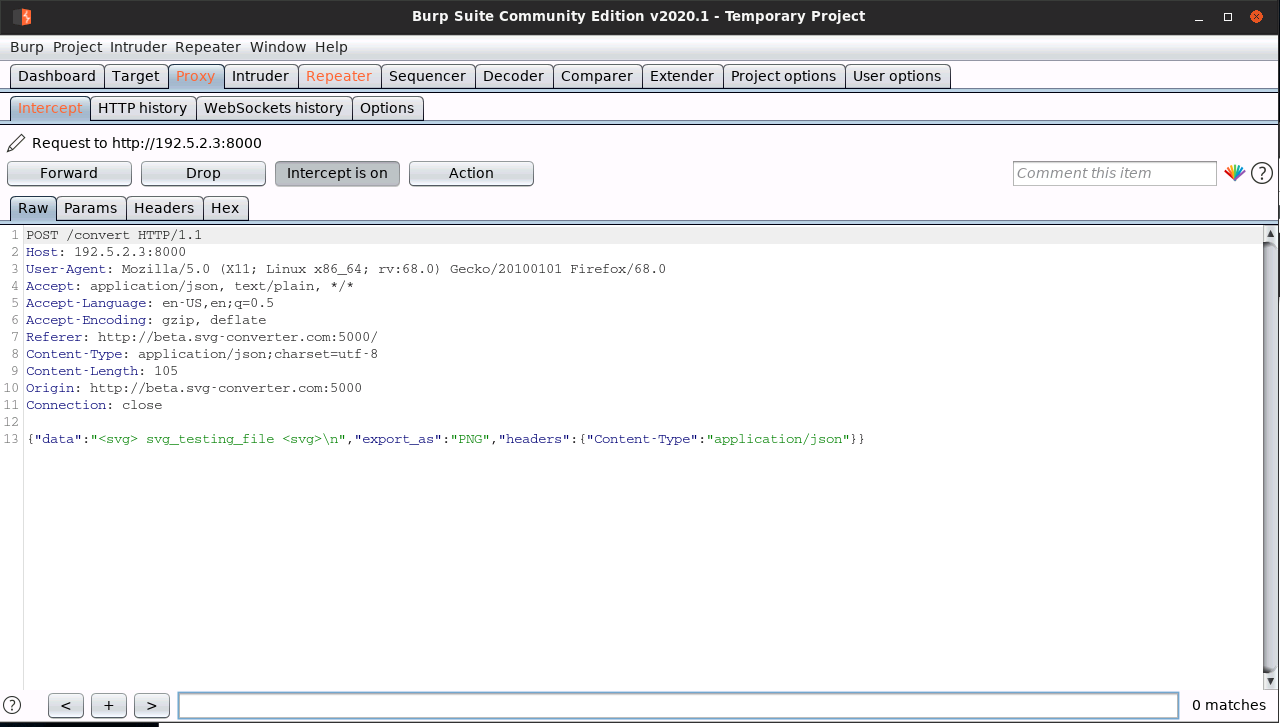 Burp Suite Community Edition v2020.1 - Temporary Project
Burp Project Intruder Repeater Window Help
Dashboard Target Proxy Intruder Repeater Sequencer Decoder Comparer Extender Project options User options
Intercept HTTP history WebSockets history Options
Request to http://192.5.2.3:8000
Forward Drop Intercept is on Action Comment this item ?
Raw Params Headers Hex
1 POST /convert HTTP/1.1
2 Host: 192.5.2.3:8000
3 User-Agent: Mozilla/5.0 (X11; Linux x86_64; rv:68.0) Gecko/20100101 Firefox/68.0
4 Accept: application/json, text/plain, */*
5 Accept-Language: en-US,en;q=0.5
6 Accept-Encoding: gzip, deflate
7 Referer: http://beta.svg-converter.com:5000/
8 Content-Type: application/json;charset=utf-8
9 Content-Length: 105
10 Origin: http://beta.svg-converter.com:5000
11 Connection: close
12
13 {"data":"<svg> svg_testing_file <svg>\n","export_as":"PNG","headers":{"Content-Type":"application/json"}}
? < + > 0 matches